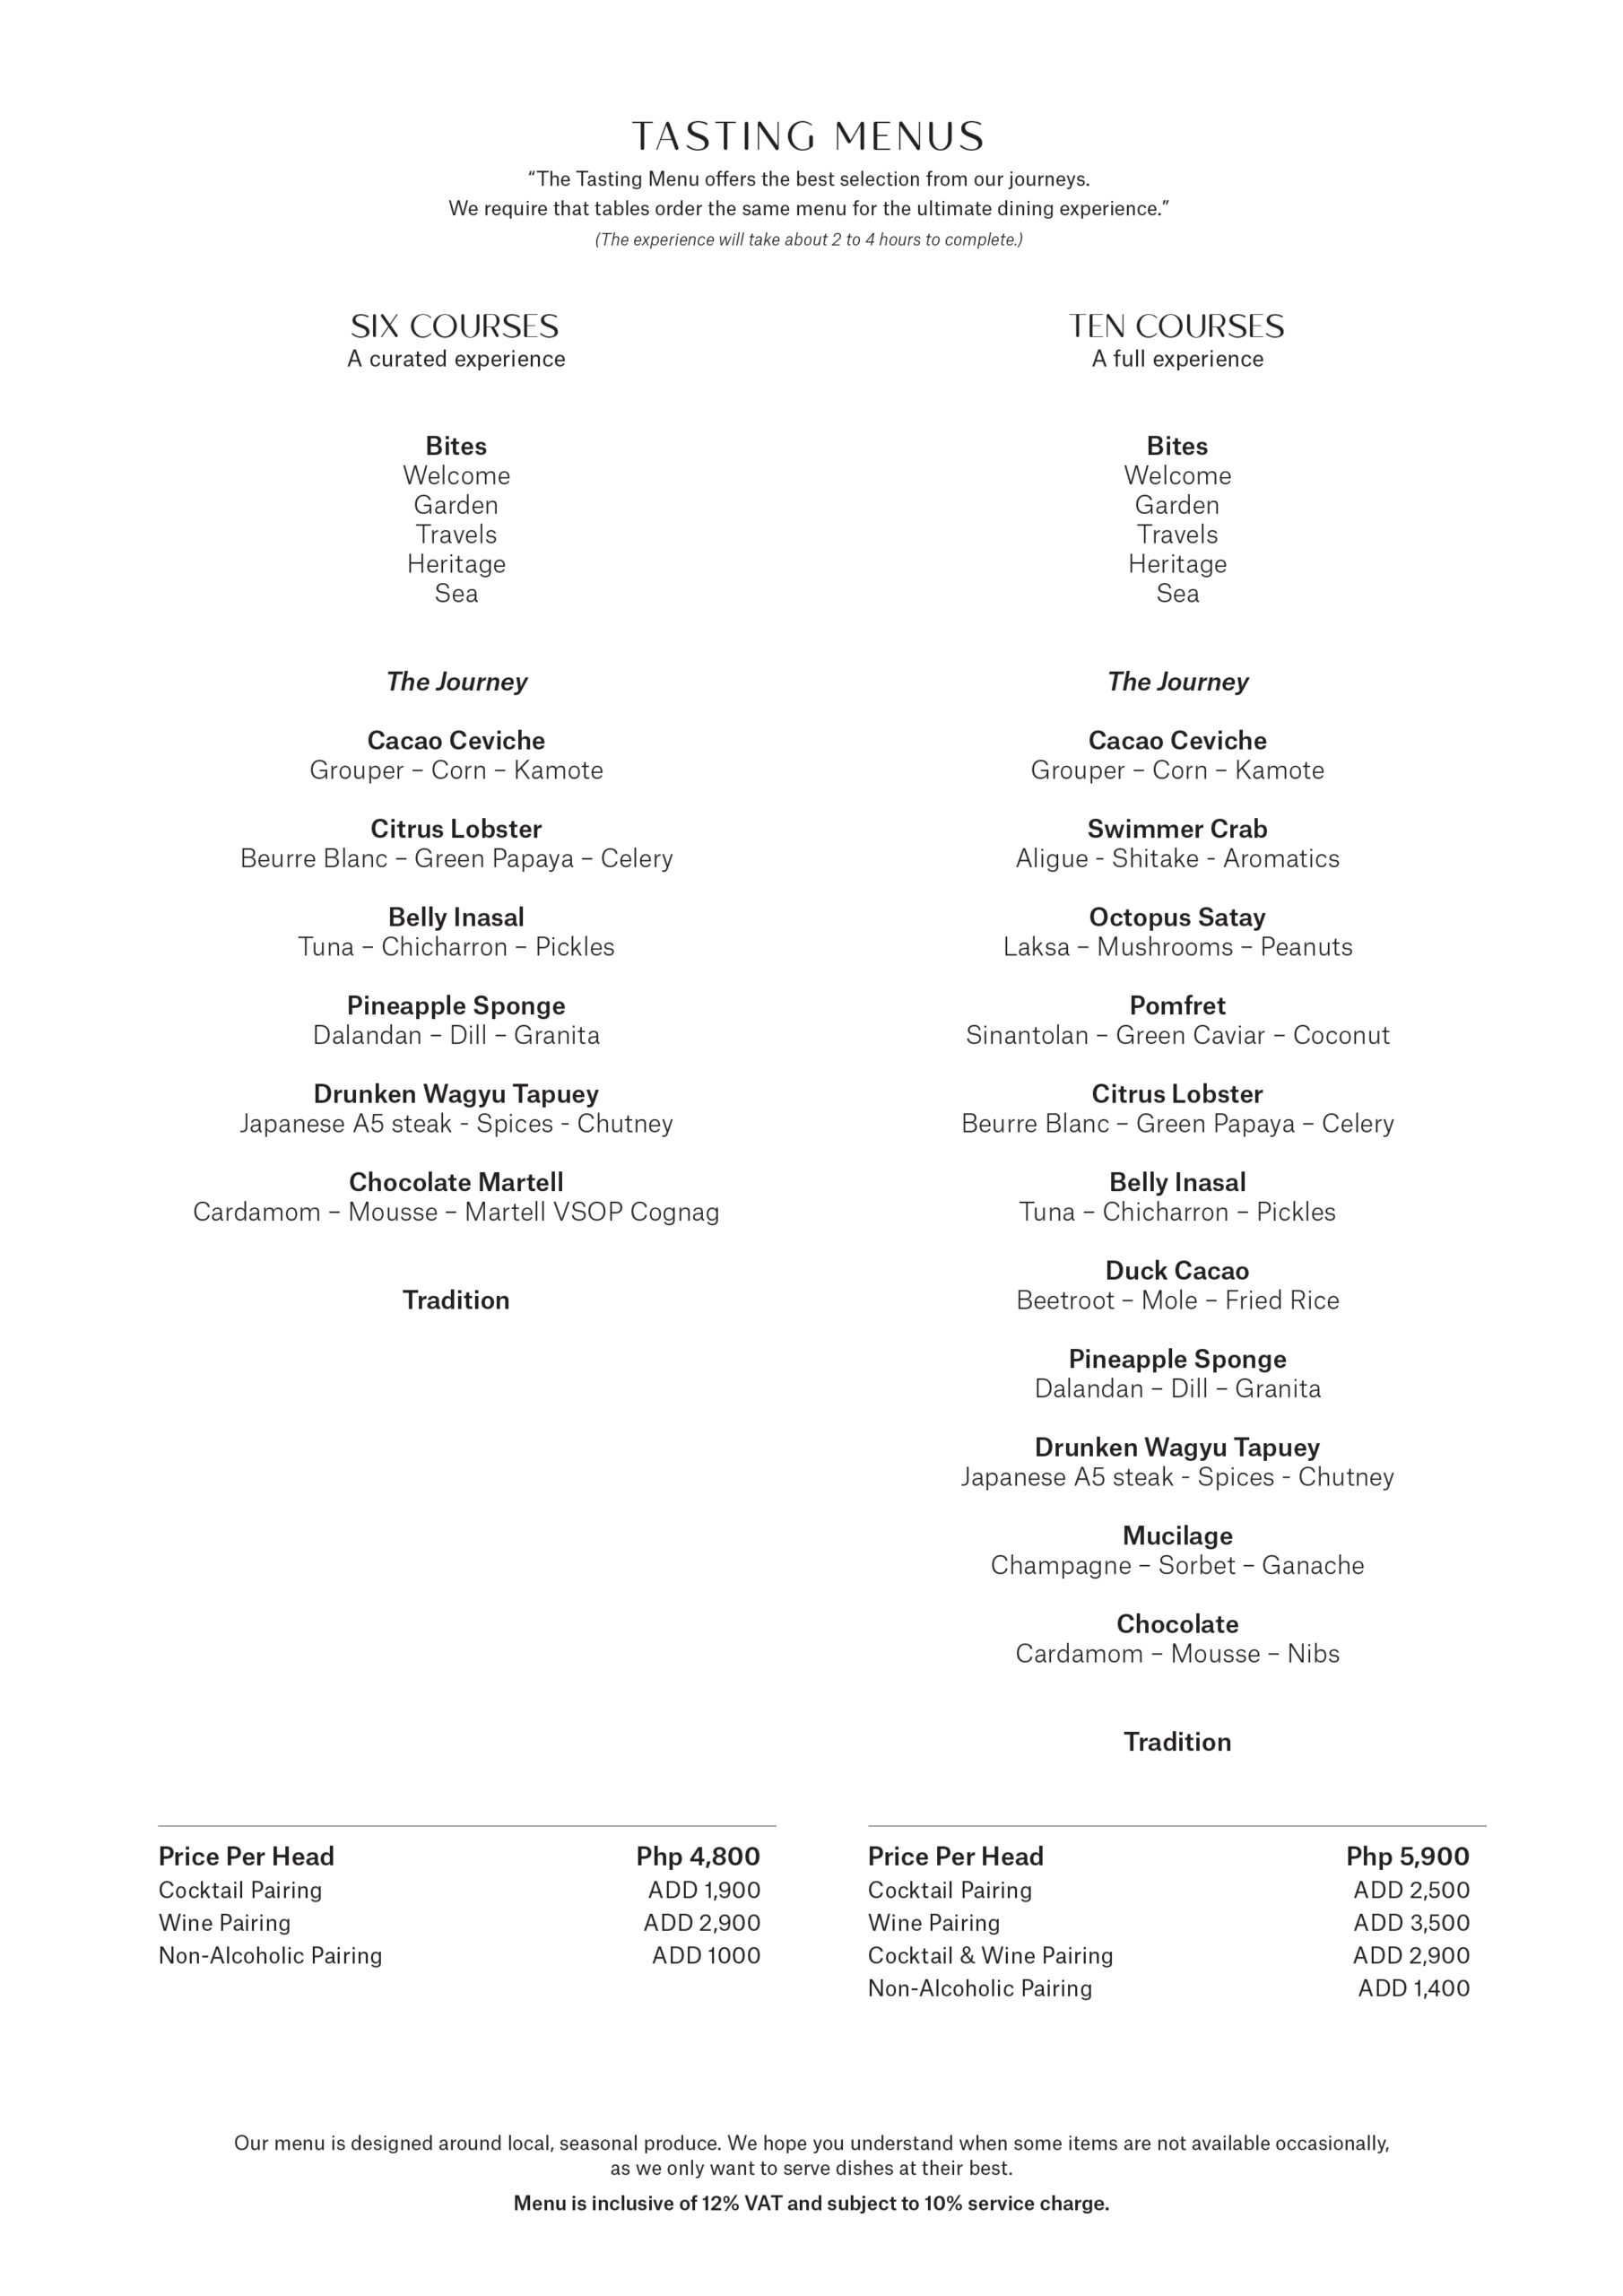 TASTING MENUS
“The Tasting Menu offers the best selection from our journeys.
We require that tables order the same menu for the ultimate dining experience.”
(The experience will take about 2 to 4 hours to complete.)
SIX COURSES
A curated experience
Bites
Welcome
Garden
Travels
Heritage
Sea
The Journey
Cacao Ceviche
Grouper – Corn – Kamote
Citrus Lobster
Beurre Blanc – Green Papaya – Celery
Belly Inasal
Tuna – Chicharron – Pickles
Pineapple Sponge
Dalandan – Dill – Granita
Drunken Wagyu Tapuey
Japanese A5 steak - Spices - Chutney
Chocolate Martell
Cardamom – Mousse – Martell VSOP Cognag
Tradition
Price Per Head Php 4,800
Cocktail Pairing ADD 1,900
Wine Pairing ADD 2,900
Non-Alcoholic Pairing ADD 1000
TEN COURSES
A full experience
Bites
Welcome
Garden
Travels
Heritage
Sea
The Journey
Cacao Ceviche
Grouper – Corn – Kamote
Swimmer Crab
Aligue - Shitake - Aromatics
Octopus Satay
Laksa – Mushrooms – Peanuts
Pomfret
Sinantolan – Green Caviar – Coconut
Citrus Lobster
Beurre Blanc – Green Papaya – Celery
Belly Inasal
Tuna – Chicharron – Pickles
Duck Cacao
Beetroot – Mole – Fried Rice
Pineapple Sponge
Dalandan – Dill – Granita
Drunken Wagyu Tapuey
Japanese A5 steak - Spices - Chutney
Mucilage
Champagne – Sorbet – Ganache
Chocolate
Cardamom – Mousse – Nibs
Tradition
Price Per Head Php 5,900
Cocktail Pairing ADD 2,500
Wine Pairing ADD 3,500
Cocktail & Wine Pairing ADD 2,900
Non-Alcoholic Pairing ADD 1,400
Our menu is designed around local, seasonal produce. We hope you understand when some items are not available occasionally,
as we only want to serve dishes at their best.
Menu is inclusive of 12% VAT and subject to 10% service charge.